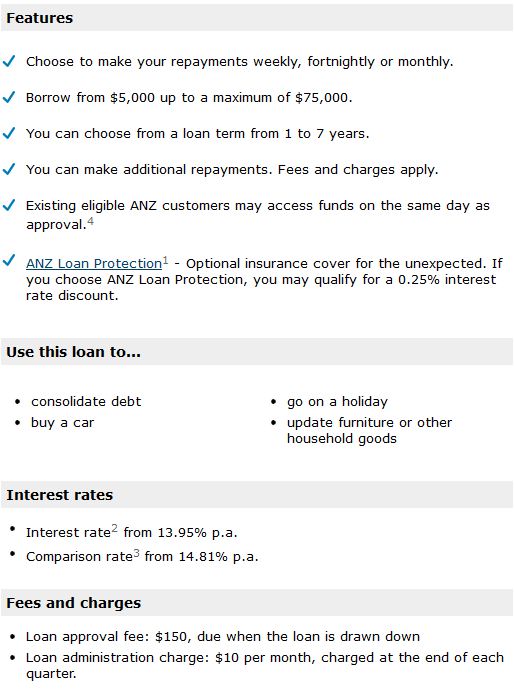 Features
Choose to make your repayments weekly, fortnightly or monthly.
Borrow from $5,000 up to a maximum of $75,000.
You can choose from a loan term from 1 to 7 years.
You can make additional repayments. Fees and charges apply.
Existing eligible ANZ customers may access funds on the same day as
approval.4
ANZ Loan Protection1 - Optional insurance cover for the unexpected. If
you choose ANZ Loan Protection, you may qualify for a 0.25% interest
rate discount.
Use this loan to...
• consolidate debt
• buy a car
• go on a holiday
• update furniture or other
household goods
Interest rates
• Interest rate2 from 13.95% p.a.
• Comparison rate3 from 14.81% p.a.
Fees and charges
• Loan approval fee: $150, due when the loan is drawn down
• Loan administration charge: $10 per month, charged at the end of each
quarter.